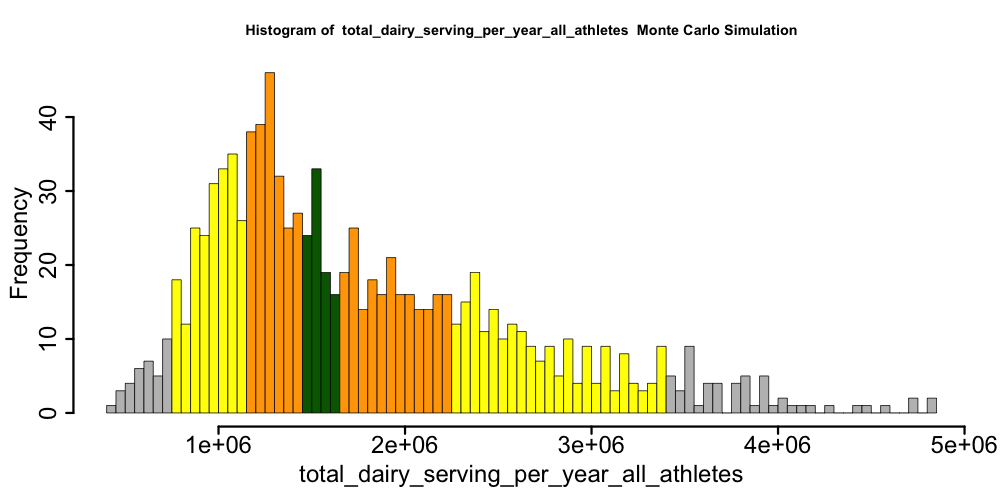 Histogram of  total_dairy_serving_per_year_all_athletes  Monte Carlo Simulation
Frequency
40
30
20
10
0
1e+06 2e+06 3e+06 4e+06 5e+06
total_dairy_serving_per_year_all_athletes